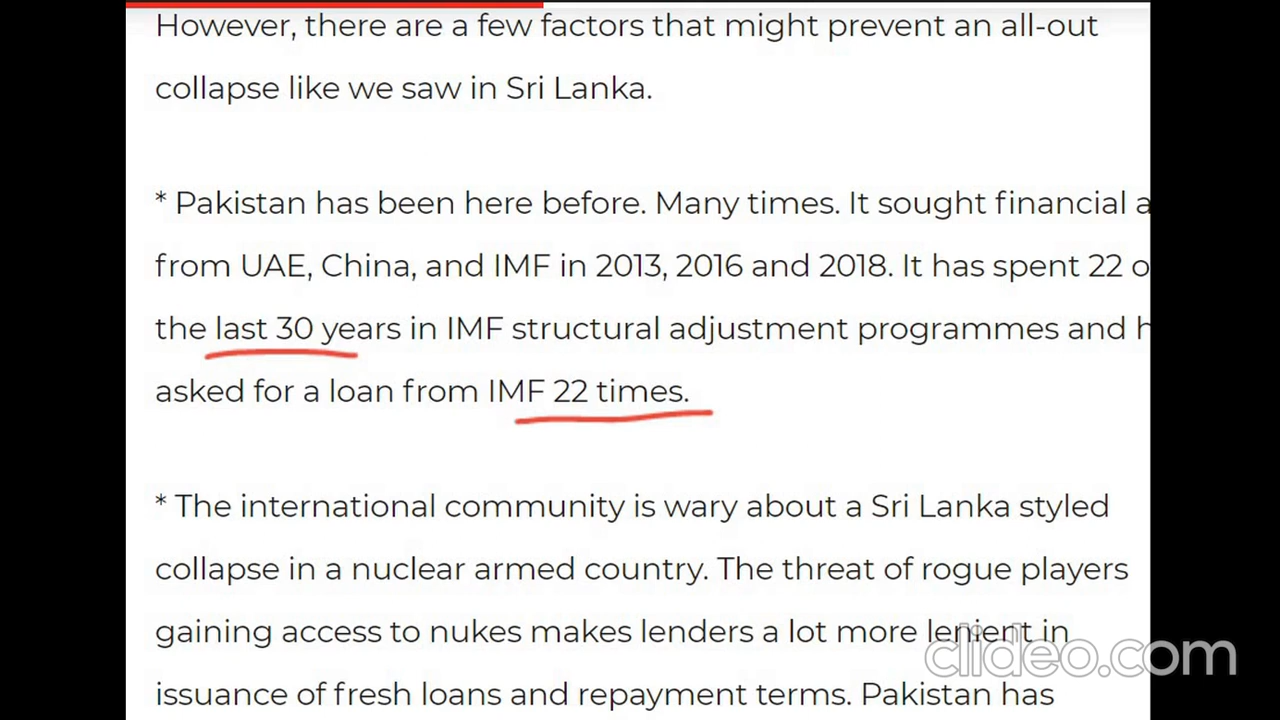 However, there are a few factors that might prevent an all-out
collapse like we saw in Sri Lanka.
* Pakistan has been here before. Many times. It sought financial
from UAE, China, and IMF in 2013, 2016 and 2018. It has spent 22
the last 30 years in IMF structural adjustment programmes and
asked for a loan from IMF 22 times.
* The international community is wary about a Sri Lanka styled
collapse in a nuclear armed country. The threat of rogue players
gaining access to nukes makes lenders a lot more lenient in
issuance of fresh loans and repayment terms. Pakistan has
clideo.com